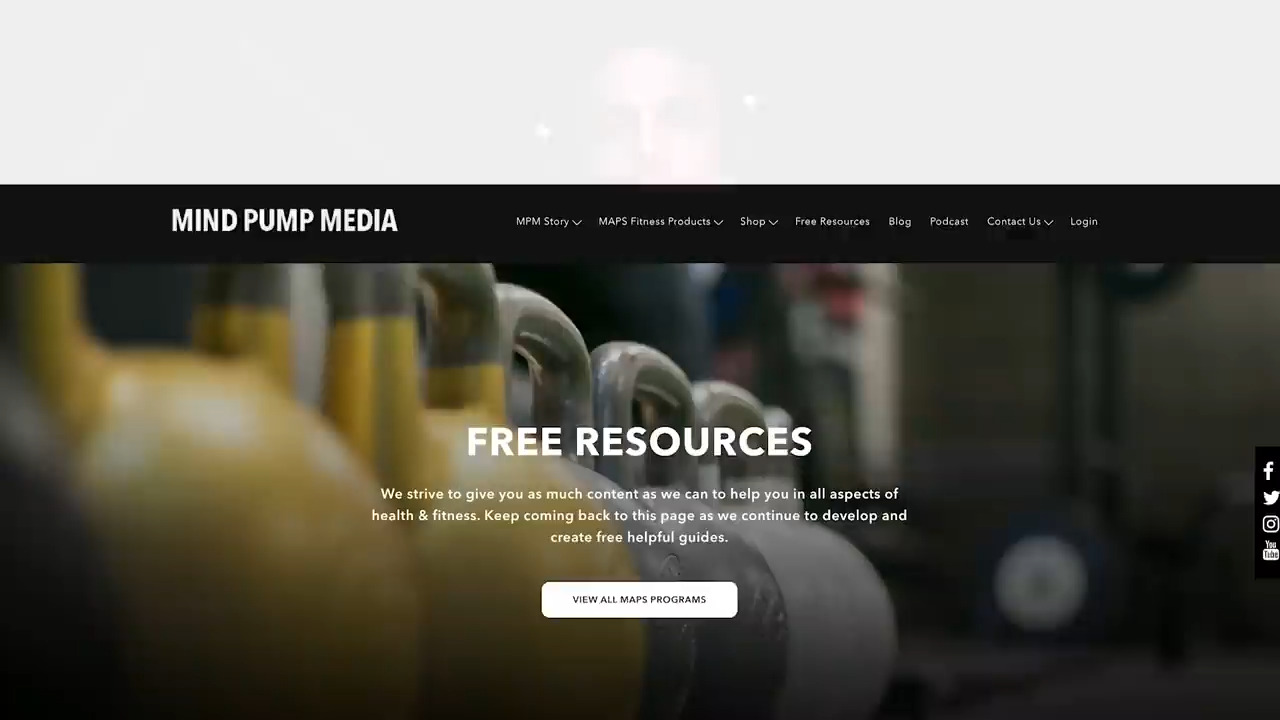 MIND PUMP MEDIA
MPM Story MAPS Fitness Products Shop Free Resources Blog Podcast Contact Us Login
FREE RESOURCES
We strive to give you as much content as we can to help you in all aspects of
health & fitness. Keep coming back to this page as we continue to develop and
create free helpful guides.
VIEW ALL MAPS PROGRAMS
You
Tube